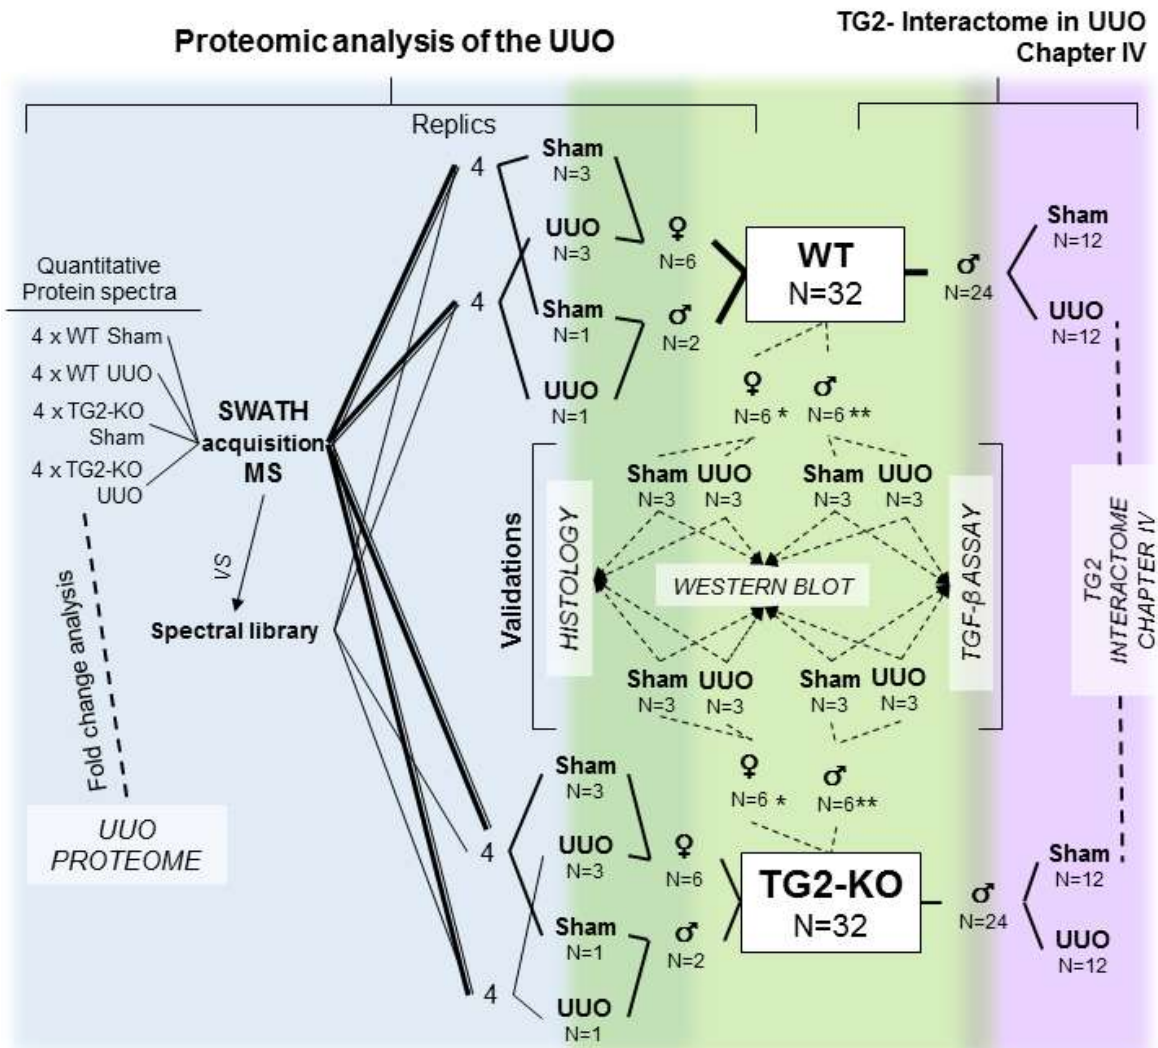 Proteomic analysis of the UUO
TG2- Interactome in UUO
Chapter IV
Replics
4
Sham
N=3
UUO
N=3
♀
N=6
4
Sham
N=1
♂
N=2
UUO
N=1
WT
N=32
♂
N=24
Sham
N=12
UUO
N=12
Quantitative
Protein spectra
4 x WT Sham
4 x WT UUO
4 x TG2-KO
Sham
4 x TG2-KO
UUO
SWATH
acquisition
MS
VS
Spectral library
Fold change analysis
UUO
PROTEOME
♀
N=6 *
♂
N=6 **
Sham
N=3
UUO
N=3
Sham
N=3
UUO
N=3
Validations
HISTOLOGY
WESTERN BLOT
TGF-β ASSAY
TG2
INTERACTOME
CHAPTER IV
Sham
N=3
UUO
N=3
Sham
N=3
UUO
N=3
♀
N=6 *
♂
N=6**
4
Sham
N=3
UUO
N=3
♀
N=6
4
Sham
N=1
♂
N=2
UUO
N=1
TG2-KO
N=32
♂
N=24
Sham
N=12
UUO
N=12